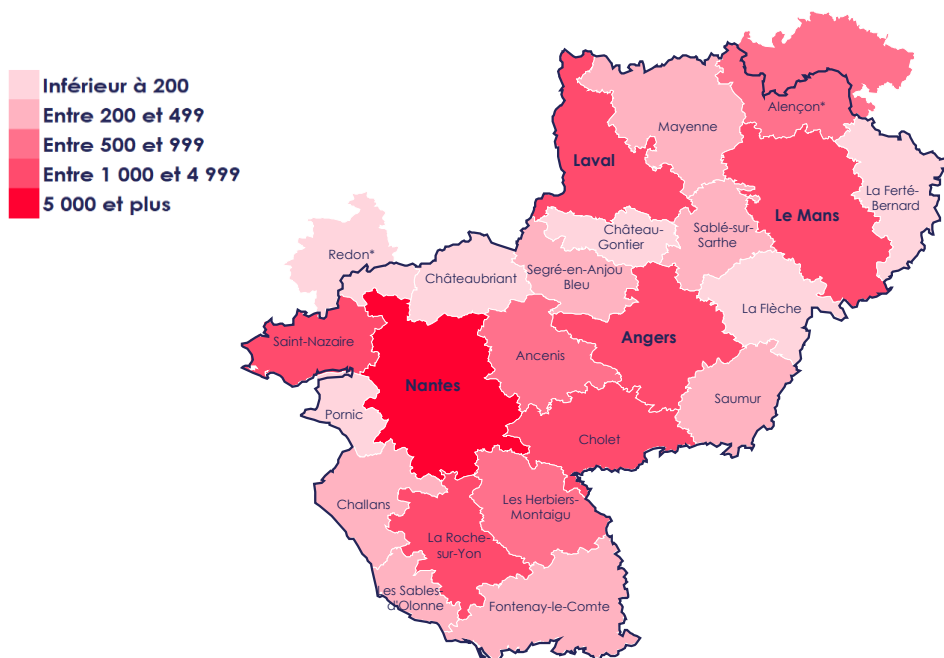 Inférieur à 200
Entre 200 et 499
Entre 500 et 999
Entre 1 000 et 4 999
5 000 et plus
Alençon*
Mayenne
Laval
La Ferté-
Bernard
Le Mans
Château-
Gontier
Sablé-sur-
Sarthe
Redon*
Châteaubriant
Segré-en-Anjou
Bleu
La Flèche
Saint-Nazaire
Ancenis
Angers
Nantes
Saumur
Pornic
Cholet
Challans
Les Herbiers-
Montaigu
La Roche-
sur-Yon
Les Sables-
d'Olonne
Fontenay-le-Comte